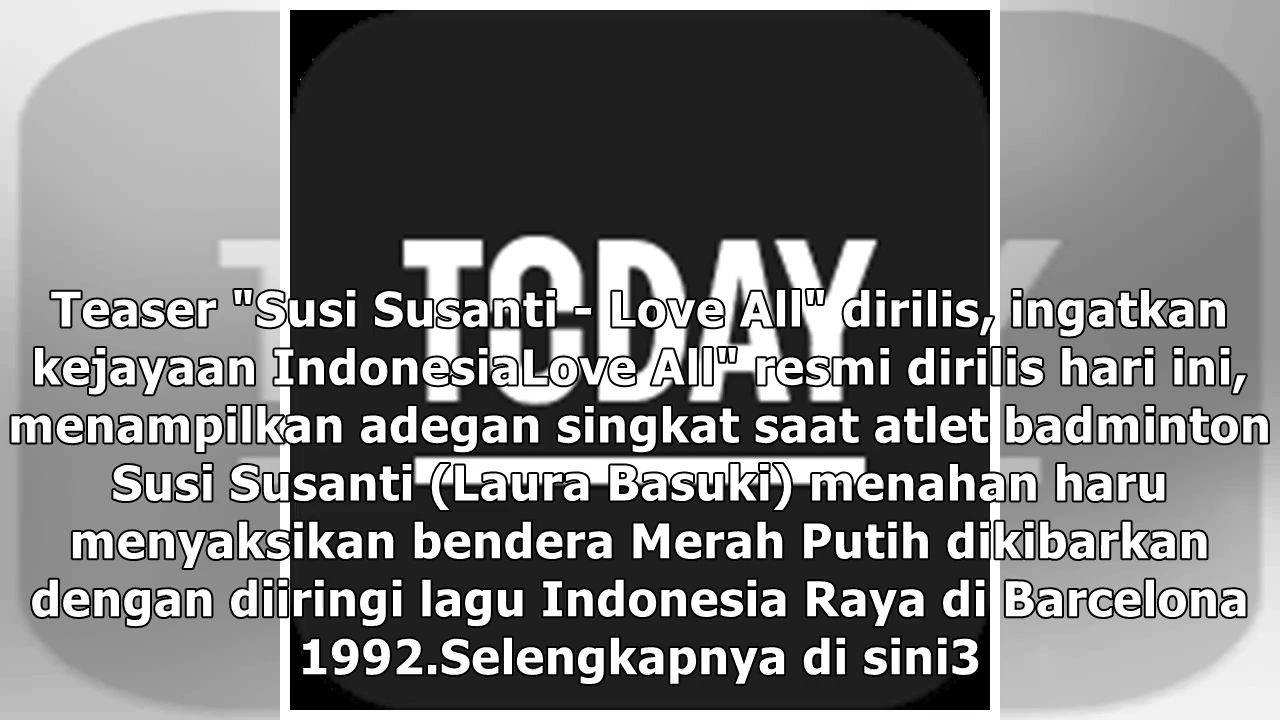 TODAY
Teaser "Susi Susanti - Love All" dirilis, ingatkan
kejayaan IndonesiaLove All" resmi dirilis hari ini,
menampilkan adegan singkat saat atlet badminton
Susi Susanti (Laura Basuki) menahan haru
menyaksikan bendera Merah Putih dikibarkan
dengan diiringi lagu Indonesia Raya di Barcelona
1992.Selengkapnya di sini3